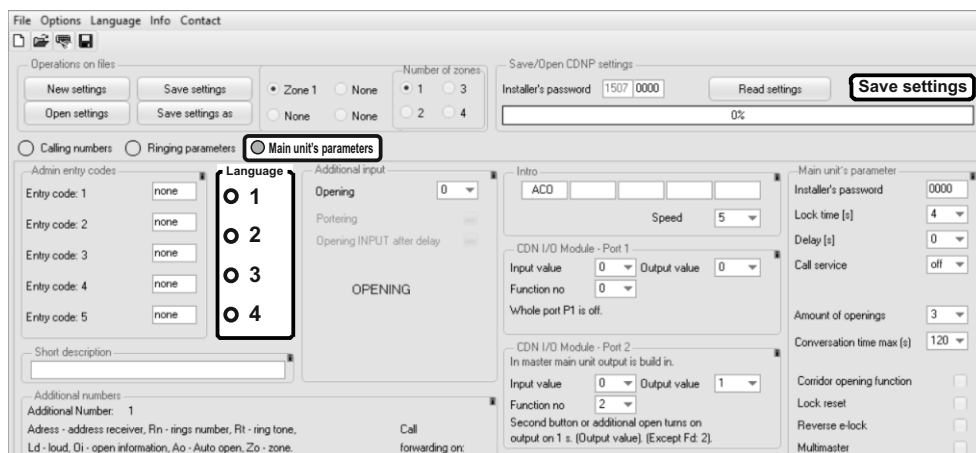 File Options Language Info Contact
Operations on files
New settings
Save settings
Open settings
Save settings as
Zone 1
None
None
None
Number of zones
1
3
2
4
Save/Open CDNP settings
Installer's password
1507
0000
Read settings
Save settings
0%
Calling numbers
Ringing parameters
Main unit's parameters
Admin entry codes
Entry code: 1 none
Entry code: 2 none
Entry code: 3 none
Entry code: 4 none
Entry code: 5 none
Language
1
2
3
4
Additional input
Opening 0
Portering
Opening INPUT after delay
OPENING
Intro
ACO
Speed 5
CDN I/O Module - Port 1
Input value 0 Output value 0
Function no 0
Whole port P1 is off.
CDN I/O Module - Port 2
In master main unit output is build in.
Input value 0 Output value 1
Function no 2
Second button or additional open turns on
output on 1 s. (Output value). (Except Fd: 2).
Main unit's parameter
Installer's password 0000
Lock time [s] 4
Delay [s] 0
Call service off
Amount of openings 3
Conversation time max (s) 120
Corridor opening function
Lock reset
Reverse e-lock
Multimaster
Short description
Additional numbers
Additional Number: 1
Adress - address receiver, Rn - rings number, Rt - ring tone,
Ld - loud, Oi - open information, Ao - Auto open, Zo - zone.
Call
forwarding on: